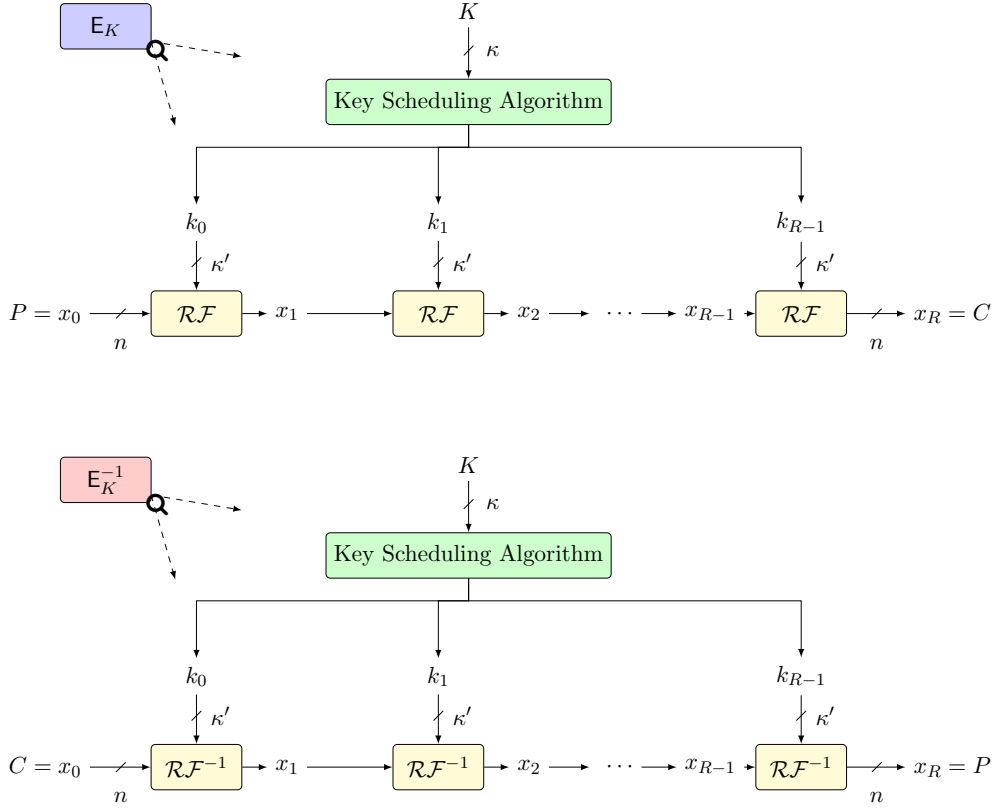 E_K
K
κ
Key Scheduling Algorithm
k_0 k_1 k_{R−1}
κ′ κ′ κ′
P = x_0 RF x_1 RF x_2 ⋯ x_{R−1} RF x_R = C
n n
E_K^{−1}
K
κ
Key Scheduling Algorithm
k_0 k_1 k_{R−1}
κ′ κ′ κ′
C = x_0 RF^{−1} x_1 RF^{−1} x_2 ⋯ x_{R−1} RF^{−1} x_R = P
n n